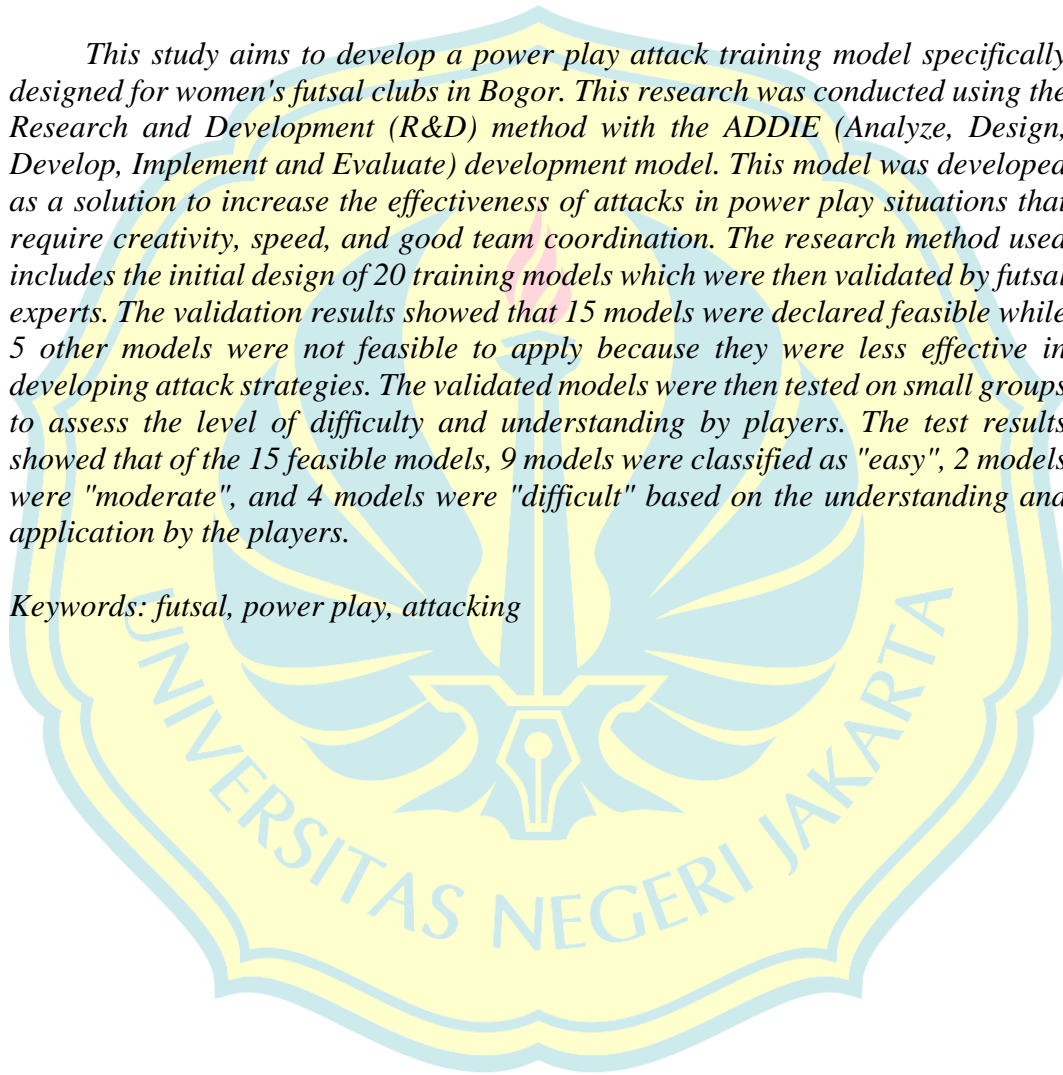 This study aims to develop a power play attack training model specifically
designed for women's futsal clubs in Bogor. This research was conducted using the
Research and Development (R&D) method with the ADDIE (Analyze, Design,
Develop, Implement and Evaluate) development model. This model was developed
as a solution to increase the effectiveness of attacks in power play situations that
require creativity, speed, and good team coordination. The research method used
includes the initial design of 20 training models which were then validated by futsal
experts. The validation results showed that 15 models were declared feasible while
5 other models were not feasible to apply because they were less effective in
developing attack strategies. The validated models were then tested on small groups
to assess the level of difficulty and understanding by players. The test results
showed that of the 15 feasible models, 9 models were classified as "easy", 2 models
were "moderate", and 4 models were "difficult" based on the understanding and
application by the players.
Keywords: futsal, power play, attacking
UNIVERSITAS NEGERI JAKARTA